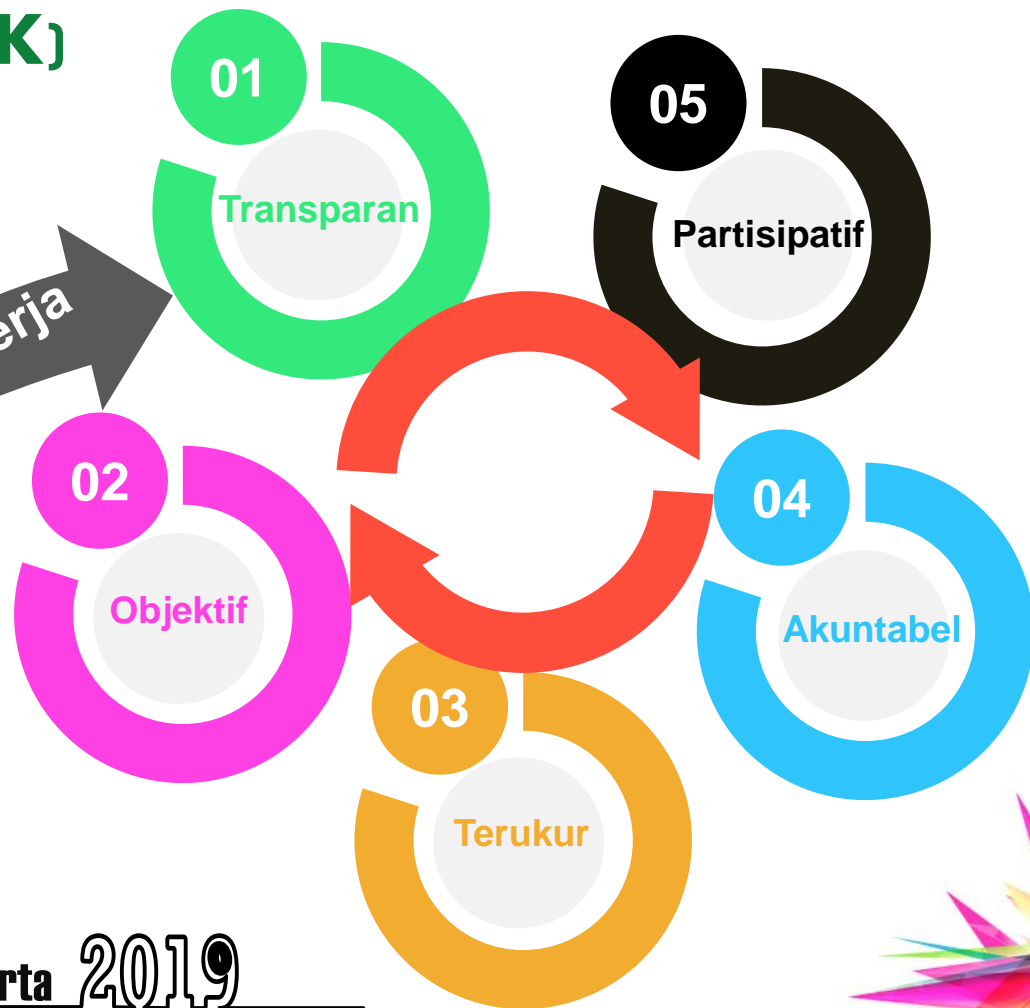 K)
01
Transparan
05
Partisipatif
erja
02
Objektif
04
Akuntabel
03
Terukur
rta 2019